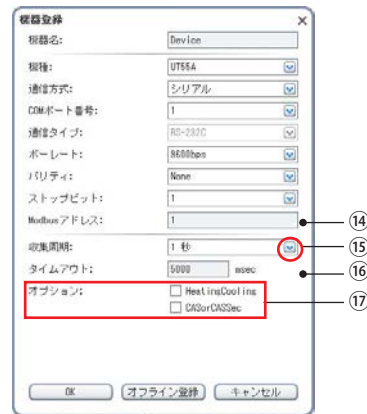 機器登録
機器名: Device
機種: UT55A
通信方式: シリアル
COMポート番号: 1
通信タイプ: RS-232C
ボーレート: 9600bps
パリティ: None
ストップビット: 1
Modbusアドレス: 1 ⑭
収集周期: 1 秒 ⑮
タイムアウト: 5000 msec ⑯
オプション: HeatingCooling ⑰
CASorCASSec
OK オフライン登録 キャンセル